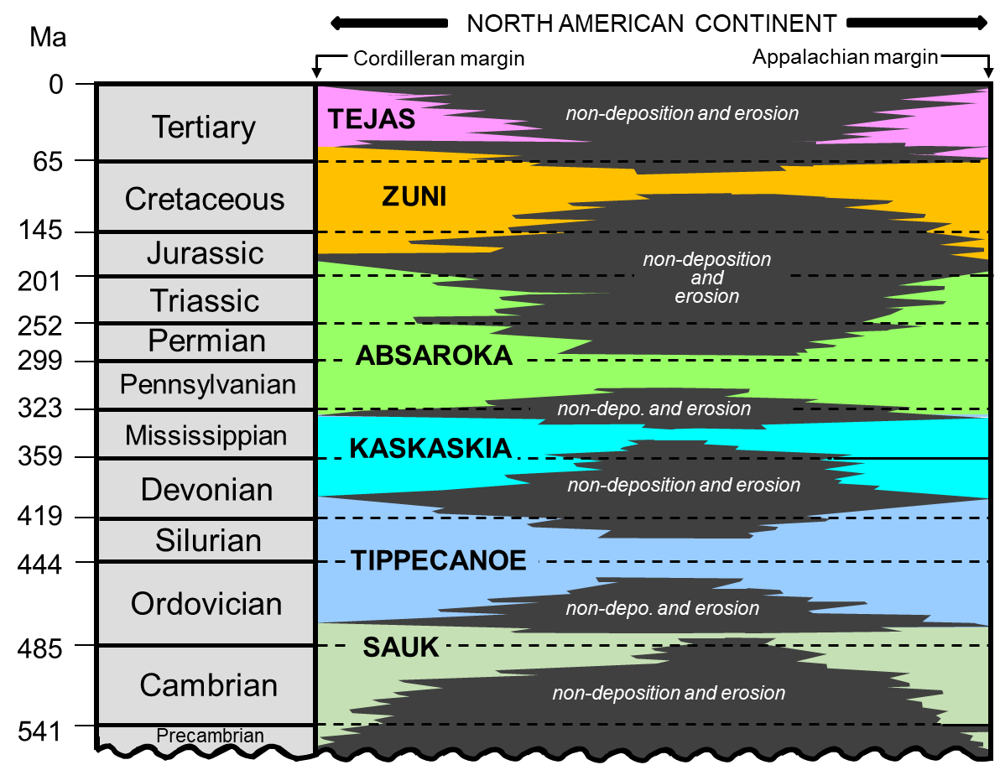 NORTH AMERICAN CONTINENT
Ma
Cordilleran margin
Appalachian margin
0
Tertiary
TEJAS
non-deposition and erosion
65
Cretaceous
ZUNI
145
Jurassic
non-deposition
and
erosion
201
Triassic
252
Permian
ABSAROKA
299
Pennsylvanian
323
non-depo. and erosion
Mississippian
KASKASKIA
359
Devonian
non-deposition and erosion
419
Silurian
444
TIPPECANOE
Ordovician
non-depo. and erosion
485
SAUK
Cambrian
non-deposition and erosion
541
Precambrian